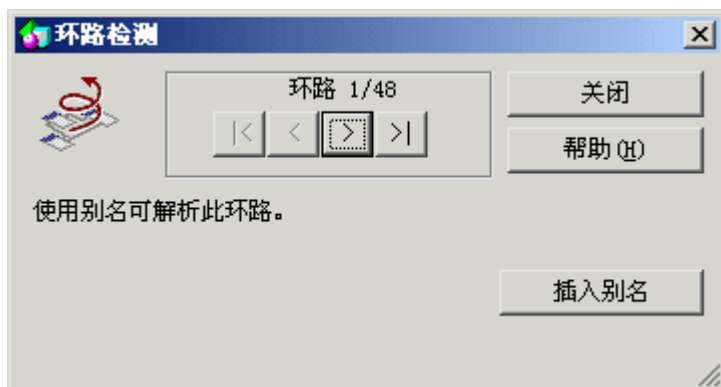 环路检测
环路 1/48
|< < > >|
关闭
帮助(H)
使用别名可解析此环路。
插入别名